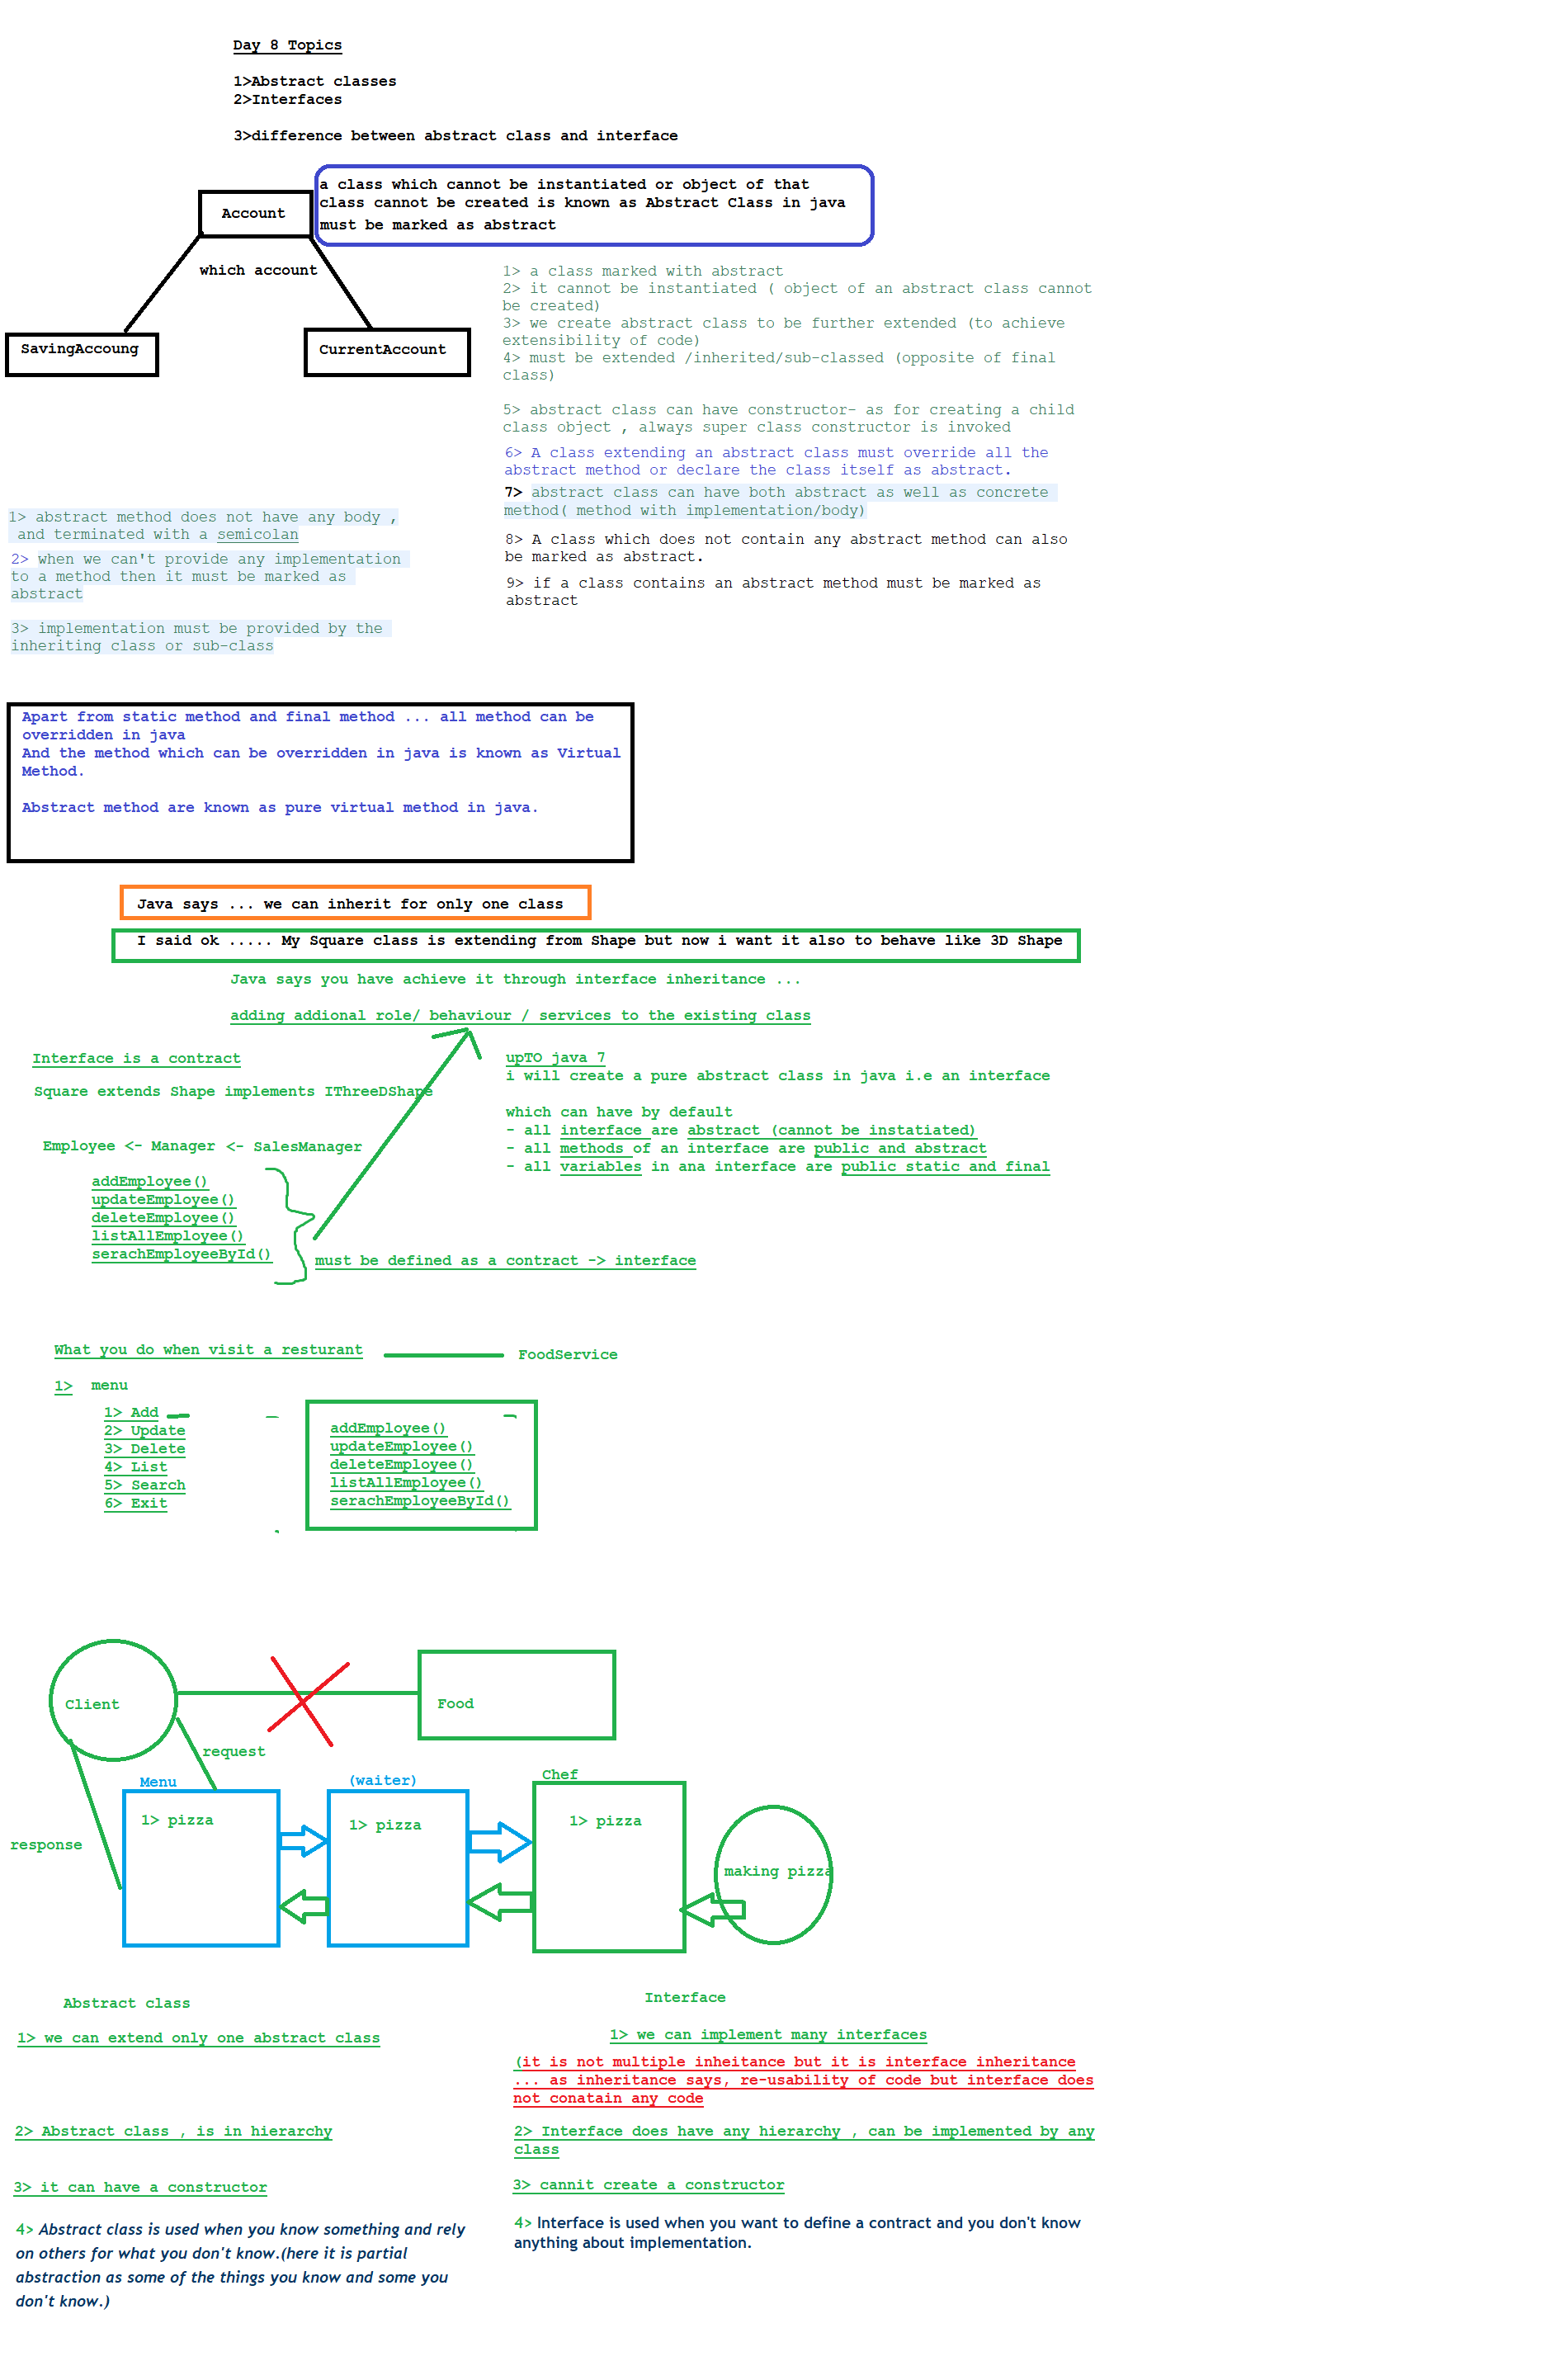 Day 8 Topics
1>Abstract classes
2>Interfaces
3>difference between abstract class and interface
a class which cannot be instantiated or object of that
class cannot be created is known as Abstract Class in java
must be marked as abstract
Account
which account
SavingAccoung
CurrentAccount
1> a class marked with abstract
2> it cannot be instantiated ( object of an abstract class cannot
be created)
3> we create abstract class to be further extended (to achieve
extensibility of code)
4> must be extended /inherited/sub-classed (opposite of final
class)
5> abstract class can have constructor- as for creating a child
class object , always super class constructor is invoked
6> A class extending an abstract class must override all the
abstract method or declare the class itself as abstract.
7> abstract class can have both abstract as well as concrete
method( method with implementation/body)
8> A class which does not contain any abstract method can also
be marked as abstract.
9> if a class contains an abstract method must be marked as
abstract
1> abstract method does not have any body ,
and terminated with a semicolan
2> when we can't provide any implementation
to a method then it must be marked as
abstract
3> implementation must be provided by the
inheriting class or sub-class
Apart from static method and final method ... all method can be
overridden in java
And the method which can be overridden in java is known as Virtual
Method.
Abstract method are known as pure virtual method in java.
Java says ... we can inherit for only one class
I said ok ..... My Square class is extending from Shape but now i want it also to behave like 3D Shape
Java says you have achieve it through interface inheritance ...
adding addional role/ behaviour / services to the existing class
Interface is a contract
Square extends Shape implements IThreeDShape
Employee <- Manager <- SalesManager
addEmployee()
updateEmployee()
deleteEmployee()
listAllEmployee()
serachEmployeeById()
must be defined as a contract -> interface
upTO java 7
i will create a pure abstract class in java i.e an interface
which can have by default
- all interface are abstract (cannot be instatiated)
- all methods of an interface are public and abstract
- all variables in ana interface are public static and final
What you do when visit a resturant
FoodService
1> menu
1> Add
2> Update
3> Delete
4> List
5> Search
6> Exit
addEmployee()
updateEmployee()
deleteEmployee()
listAllEmployee()
serachEmployeeById()
Client
Food
request
response
Menu
1> pizza
(waiter)
1> pizza
Chef
1> pizza
making pizza
Abstract class
1> we can extend only one abstract class
2> Abstract class , is in hierarchy
3> it can have a constructor
4> Abstract class is used when you know something and rely
on others for what you don't know.(here it is partial
abstraction as some of the things you know and some you
don't know.)
Interface
1> we can implement many interfaces
(it is not multiple inheitance but it is interface inheritance
... as inheritance says, re-usability of code but interface does
not conatain any code
2> Interface does have any hierarchy , can be implemented by any
class
3> cannit create a constructor
4> Interface is used when you want to define a contract and you don't know
anything about implementation.